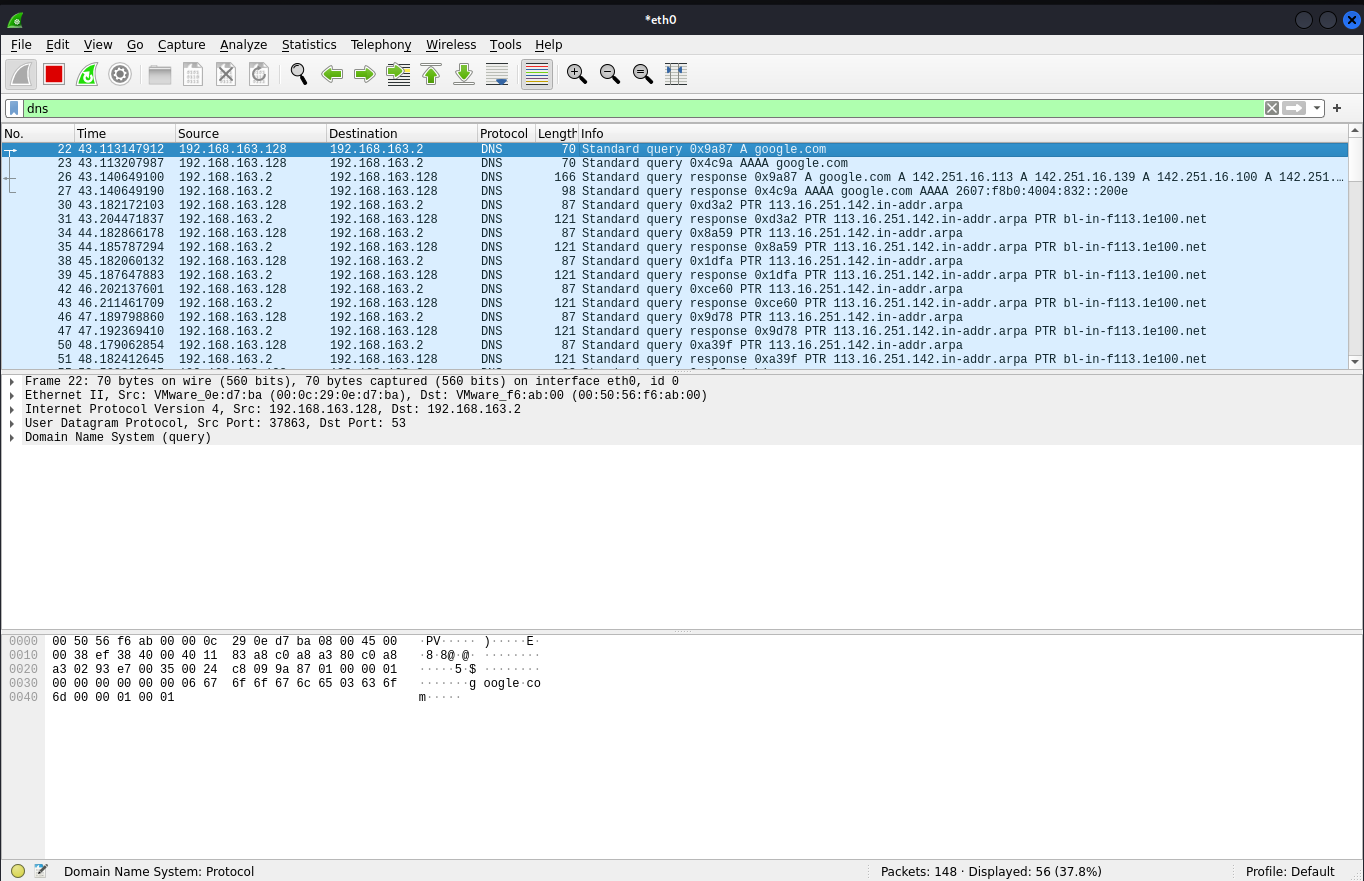 *eth0
File Edit View Go Capture Analyze Statistics Telephony Wireless Tools Help
dns
No. Time Source Destination Protocol Length Info
22 43.113147912 192.168.163.128 192.168.163.2 DNS 70 Standard query 0x9a87 A google.com
23 43.113207987 192.168.163.128 192.168.163.2 DNS 70 Standard query 0x4c9a AAAA google.com
26 43.140649100 192.168.163.2 192.168.163.128 DNS 166 Standard query response 0x9a87 A google.com A 142.251.16.113 A 142.251.16.139 A 142.251.16.100 A 142.251.…
27 43.140649190 192.168.163.2 192.168.163.128 DNS 98 Standard query response 0x4c9a AAAA google.com AAAA 2607:f8b0:4004:832::200e
30 43.182172103 192.168.163.128 192.168.163.2 DNS 87 Standard query 0xd3a2 PTR 113.16.251.142.in-addr.arpa
31 43.204471837 192.168.163.2 192.168.163.128 DNS 121 Standard query response 0xd3a2 PTR 113.16.251.142.in-addr.arpa PTR bl-in-f113.1e100.net
34 44.182866178 192.168.163.128 192.168.163.2 DNS 87 Standard query 0x8a59 PTR 113.16.251.142.in-addr.arpa
35 44.185787294 192.168.163.2 192.168.163.128 DNS 121 Standard query response 0x8a59 PTR 113.16.251.142.in-addr.arpa PTR bl-in-f113.1e100.net
38 45.182060132 192.168.163.128 192.168.163.2 DNS 87 Standard query 0x1dfa PTR 113.16.251.142.in-addr.arpa
39 45.187647883 192.168.163.2 192.168.163.128 DNS 121 Standard query response 0x1dfa PTR 113.16.251.142.in-addr.arpa PTR bl-in-f113.1e100.net
42 46.202137601 192.168.163.128 192.168.163.2 DNS 87 Standard query 0xce60 PTR 113.16.251.142.in-addr.arpa
43 46.211461709 192.168.163.2 192.168.163.128 DNS 121 Standard query response 0xce60 PTR 113.16.251.142.in-addr.arpa PTR bl-in-f113.1e100.net
46 47.189798860 192.168.163.128 192.168.163.2 DNS 87 Standard query 0x9d78 PTR 113.16.251.142.in-addr.arpa
47 47.192369410 192.168.163.2 192.168.163.128 DNS 121 Standard query response 0x9d78 PTR 113.16.251.142.in-addr.arpa PTR bl-in-f113.1e100.net
50 48.179062854 192.168.163.128 192.168.163.2 DNS 87 Standard query 0xa39f PTR 113.16.251.142.in-addr.arpa
51 48.182412645 192.168.163.2 192.168.163.128 DNS 121 Standard query response 0xa39f PTR 113.16.251.142.in-addr.arpa PTR bl-in-f113.1e100.net
Frame 22: 70 bytes on wire (560 bits), 70 bytes captured (560 bits) on interface eth0, id 0
Ethernet II, Src: VMware_0e:d7:ba (00:0c:29:0e:d7:ba), Dst: VMware_f6:ab:00 (00:50:56:f6:ab:00)
Internet Protocol Version 4, Src: 192.168.163.128, Dst: 192.168.163.2
User Datagram Protocol, Src Port: 37863, Dst Port: 53
Domain Name System (query)
0000 00 50 56 f6 ab 00 00 0c 29 0e d7 ba 08 00 45 00 ·PV·····)·····E·
0010 00 38 ef 38 40 00 40 11 83 a8 c0 a8 a3 80 c0 a8 ·8·8@·@·········
0020 a3 02 93 e7 00 35 00 24 c8 09 9a 87 01 00 00 01 ·····5·$········
0030 00 00 00 00 00 00 06 67 6f 6f 67 6c 65 03 63 6f ·······g oogle·co
0040 6d 00 00 01 00 01 m·····
Domain Name System: Protocol Packets: 148 · Displayed: 56 (37.8%) Profile: Default